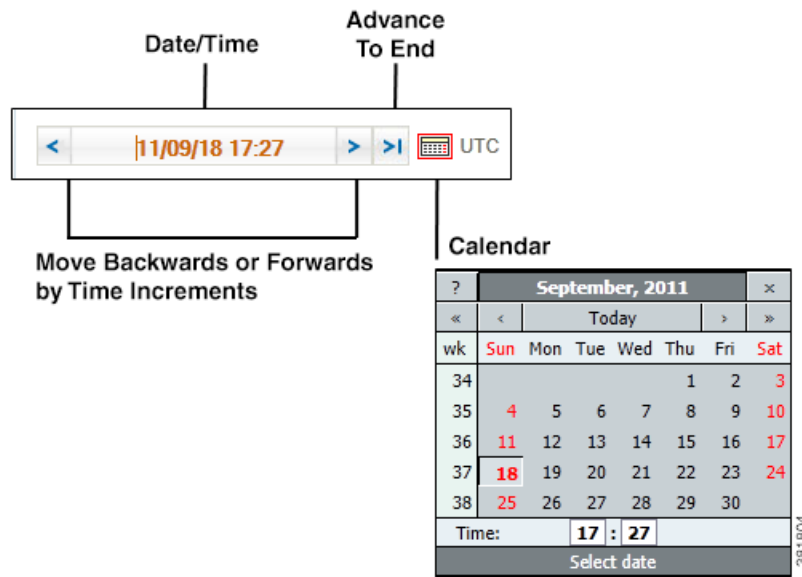 Date/Time
Advance
To End
< 11/09/18 17:27 > >I UTC
Move Backwards or Forwards
by Time Increments
Calendar
? September, 2011 ×
« ‹ Today › »
wk Sun Mon Tue Wed Thu Fri Sat
34 1 2 3
35 4 5 6 7 8 9 10
36 11 12 13 14 15 16 17
37 18 19 20 21 22 23 24
38 25 26 27 28 29 30
Time: 17 : 27
Select date
281804